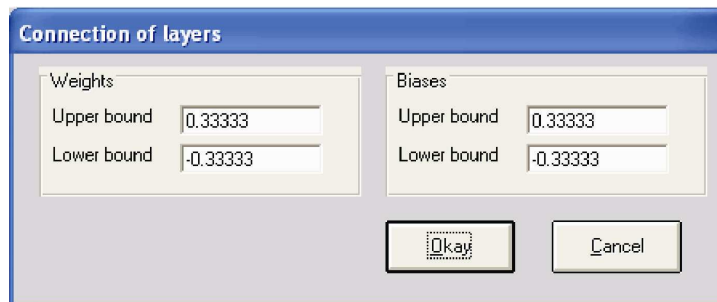 Connection of layers
Weights
Upper bound 0.33333
Lower bound -0.33333
Biases
Upper bound 0.33333
Lower bound -0.33333
Okay
Cancel